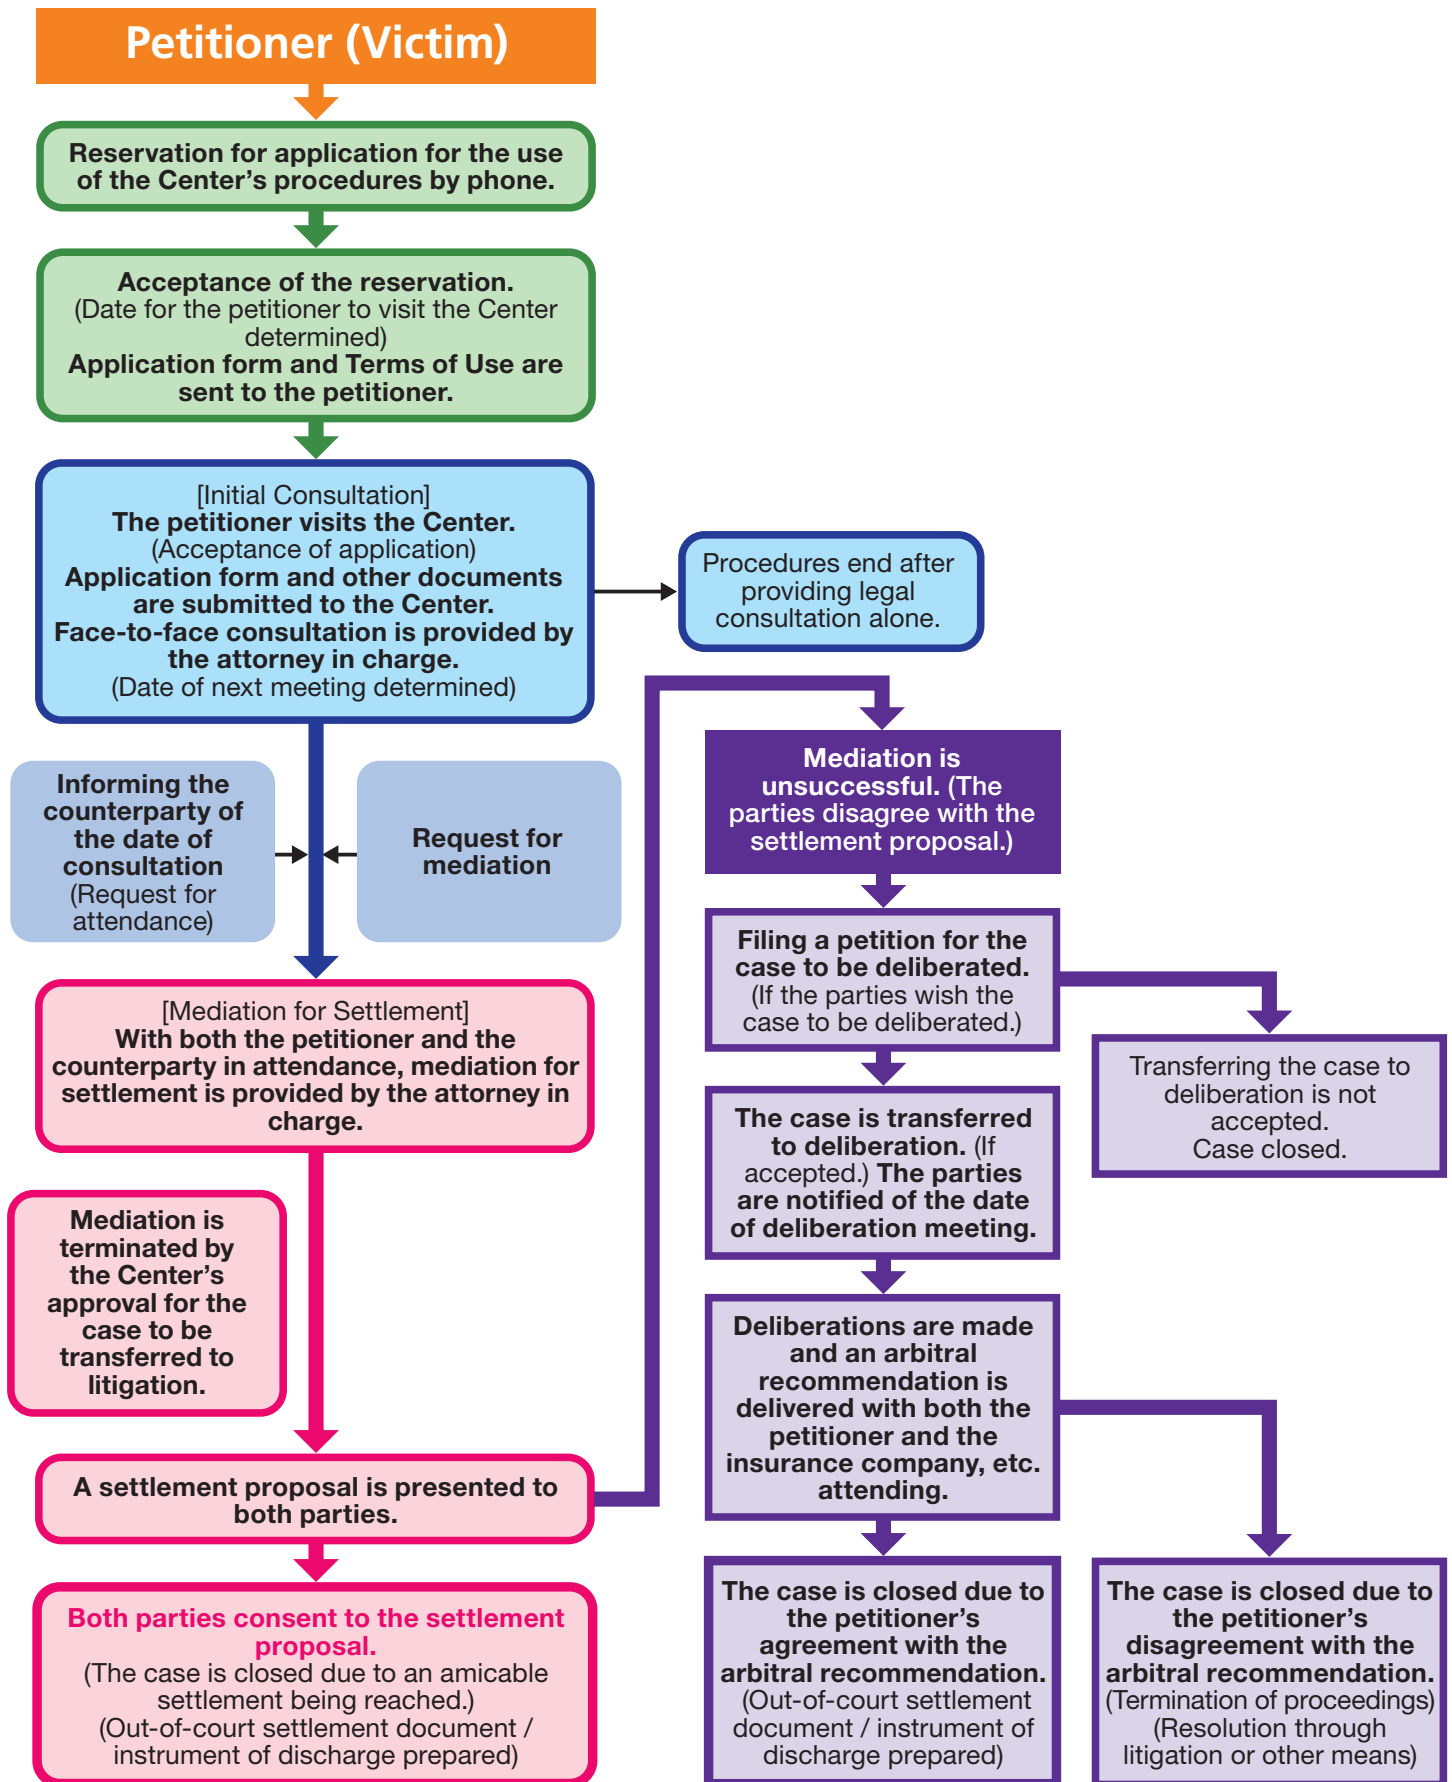 Petitioner (Victim)
Reservation for application for the use
of the Center's procedures by phone.
Acceptance of the reservation.
(Date for the petitioner to visit the Center
determined)
Application form and Terms of Use are
sent to the petitioner.
[Initial Consultation]
The petitioner visits the Center.
(Acceptance of application)
Application form and other documents
are submitted to the Center.
Face-to-face consultation is provided by
the attorney in charge.
(Date of next meeting determined)
Procedures end after
providing legal
consultation alone.
Informing the
counterparty of
the date of
consultation
(Request for
attendance)
Request for
mediation
[Mediation for Settlement]
With both the petitioner and the
counterparty in attendance, mediation for
settlement is provided by the attorney in
charge.
Mediation is
terminated by
the Center's
approval for the
case to be
transferred to
litigation.
A settlement proposal is presented to
both parties.
Both parties consent to the settlement
proposal.
(The case is closed due to an amicable
settlement being reached.)
(Out-of-court settlement document /
instrument of discharge prepared)
Mediation is
unsuccessful. (The
parties disagree with the
settlement proposal.)
Filing a petition for the
case to be deliberated.
(If the parties wish the
case to be deliberated.)
Transferring the case to
deliberation is not
accepted.
Case closed.
The case is transferred
to deliberation. (If
accepted.) The parties
are notified of the date
of deliberation meeting.
Deliberations are made
and an arbitral
recommendation is
delivered with both the
petitioner and the
insurance company, etc.
attending.
The case is closed due to
the petitioner's
agreement with the
arbitral recommendation.
(Out-of-court settlement
document / instrument of
discharge prepared)
The case is closed due to
the petitioner's
disagreement with the
arbitral recommendation.
(Termination of proceedings)
(Resolution through
litigation or other means)